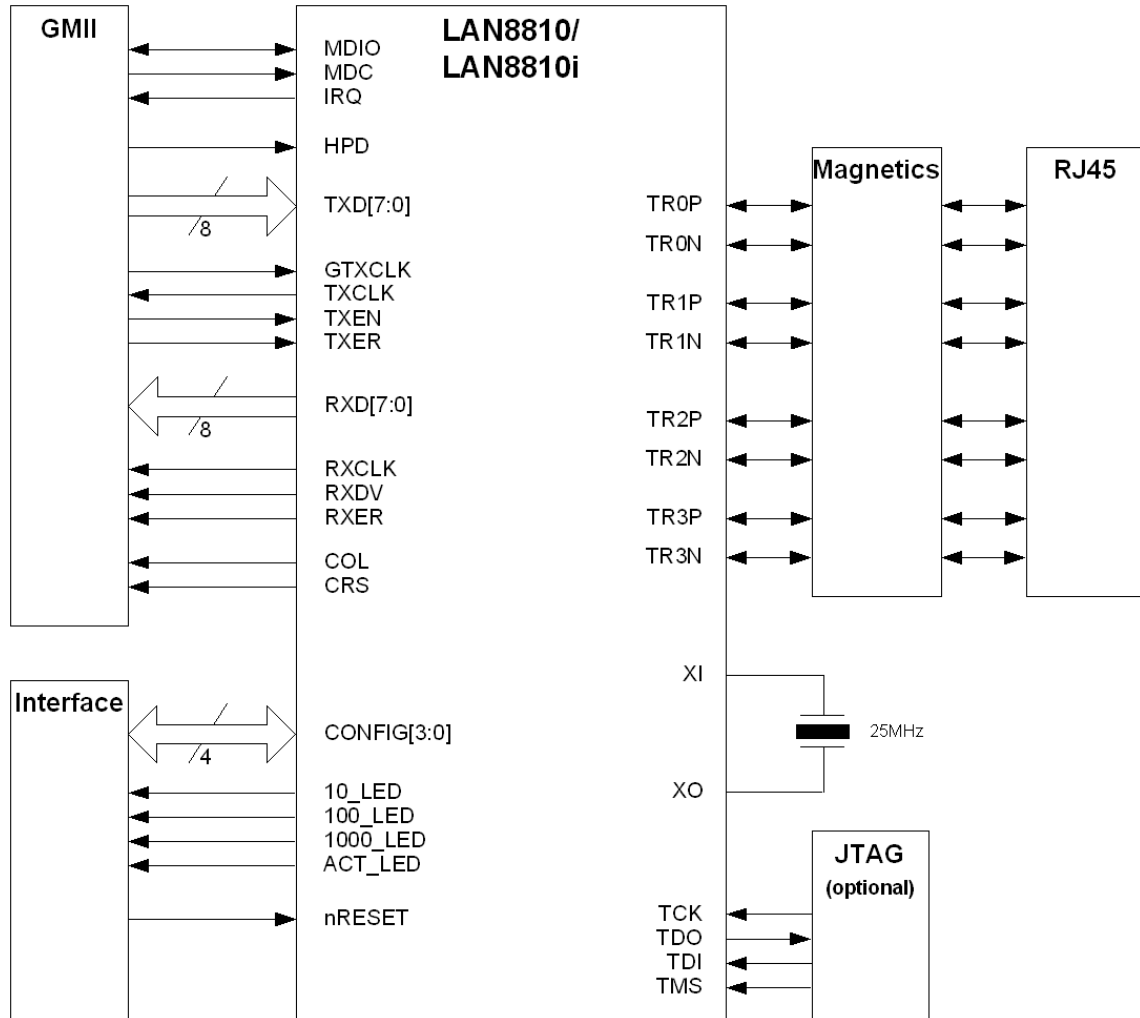 GMII
LAN8810/
LAN8810i
MDIO
MDC
IRQ
HPD
TXD[7:0]
8
GTXCLK
TXCLK
TXEN
TXER
RXD[7:0]
8
RXCLK
RXDV
RXER
COL
CRS
Magnetics
RJ45
TR0P
TR0N
TR1P
TR1N
TR2P
TR2N
TR3P
TR3N
Interface
CONFIG[3:0]
4
10_LED
100_LED
1000_LED
ACT_LED
nRESET
XI
25MHz
XO
JTAG
(optional)
TCK
TDO
TDI
TMS